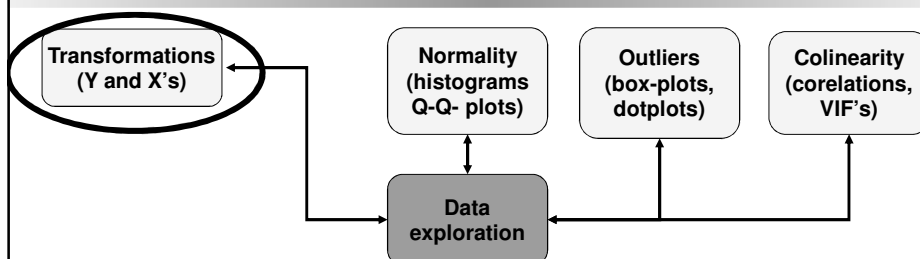 Transformations
(Y and X's)
Normality
(histograms
Q-Q- plots)
Outliers
(box-plots,
dotplots)
Colinearity
(corelations,
VIF's)
Data
exploration